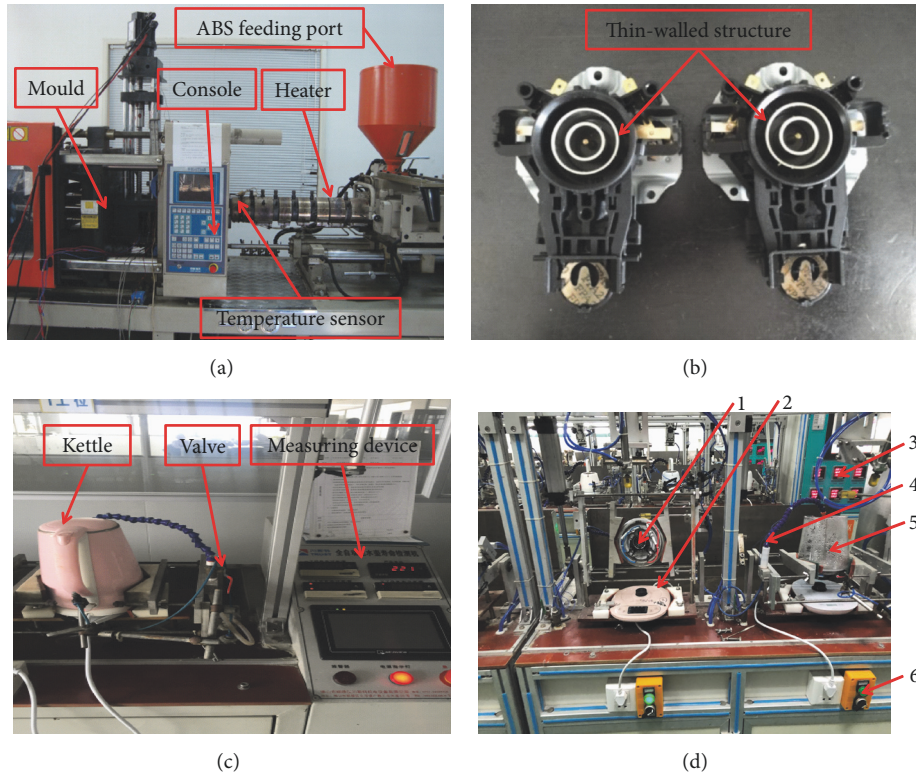 ABS feeding port
Mould
Console
Heater
Temperature sensor
(a)
Thin-walled structure
(b)
Kettle
Valve
Measuring device
221
(c)
1
2
3
4
5
6
(d)